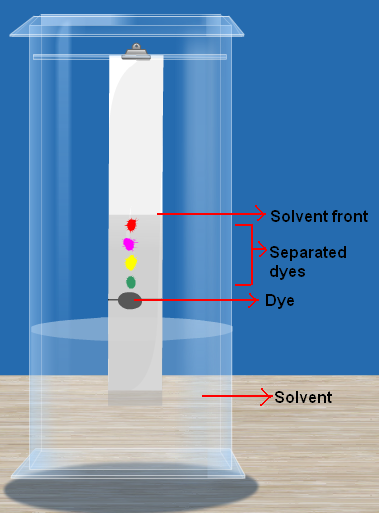 Solvent front
Separated
dyes
Dye
Solvent